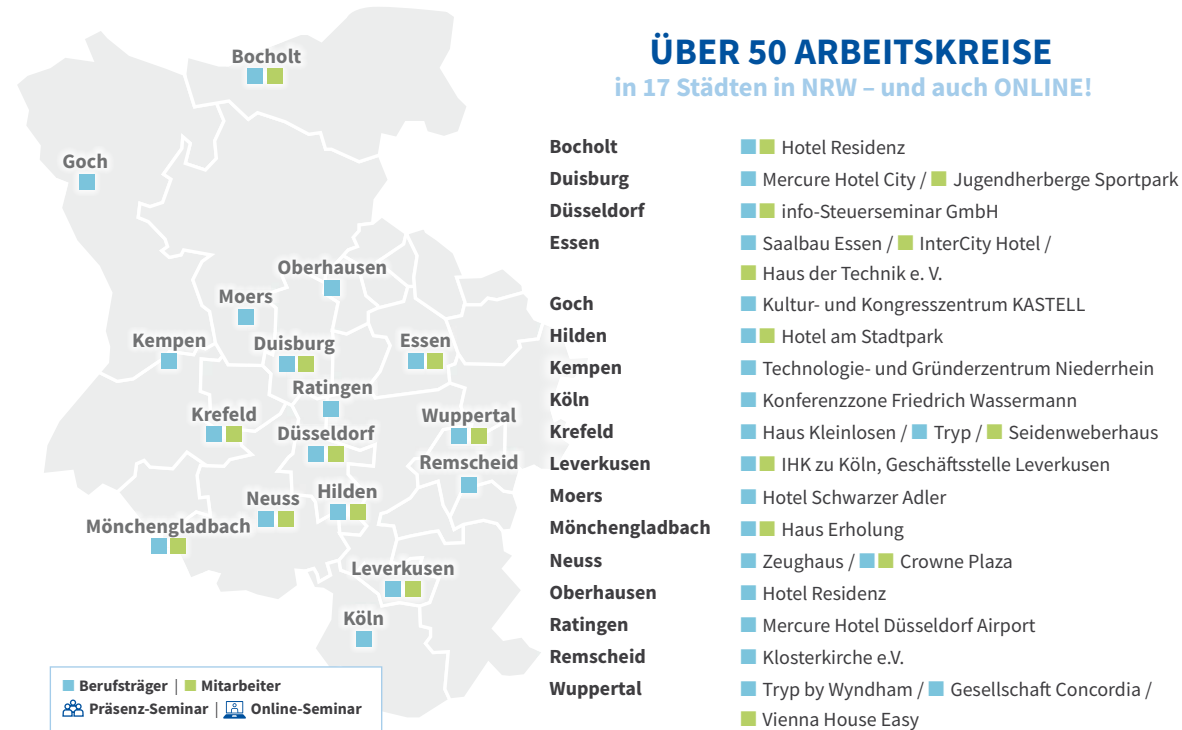 ÜBER 50 ARBEITSKREISE
in 17 Städten in NRW – und auch ONLINE!
Bocholt
Goch
Oberhausen
Moers
Kempen
Duisburg
Essen
Ratingen
Krefeld
Wuppertal
Düsseldorf
Remscheid
Hilden
Neuss
Mönchengladbach
Leverkusen
Köln
Berufsträger | Mitarbeiter
Präsenz-Seminar | Online-Seminar
Bocholt Hotel Residenz
Duisburg Mercure Hotel City / Jugendherberge Sportpark
Düsseldorf info-Steuerseminar GmbH
Essen Saalbau Essen / InterCity Hotel /
Haus der Technik e. V.
Goch Kultur- und Kongresszentrum KASTELL
Hilden Hotel am Stadtpark
Kempen Technologie- und Gründerzentrum Niederrhein
Köln Konferenzzone Friedrich Wassermann
Krefeld Haus Kleinlosen / Tryp / Seidenweberhaus
Leverkusen IHK zu Köln, Geschäftsstelle Leverkusen
Moers Hotel Schwarzer Adler
Mönchengladbach Haus Erholung
Neuss Zeughaus / Crowne Plaza
Oberhausen Hotel Residenz
Ratingen Mercure Hotel Düsseldorf Airport
Remscheid Klosterkirche e.V.
Wuppertal Tryp by Wyndham / Gesellschaft Concordia /
Vienna House Easy